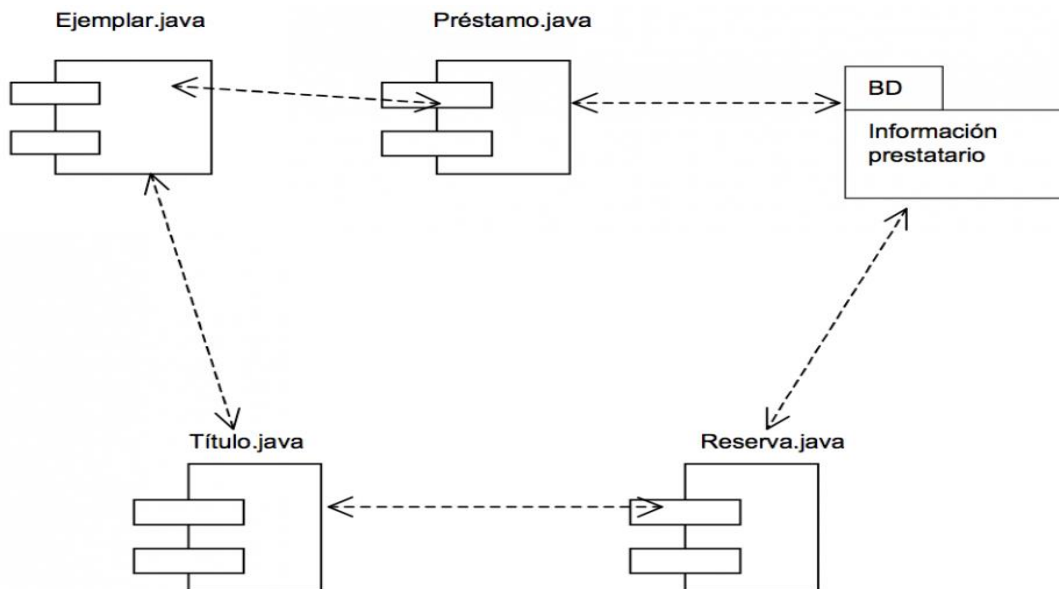 Ejemplar.java
Préstamo.java
BD
Información
prestatario
Título.java
Reserva.java